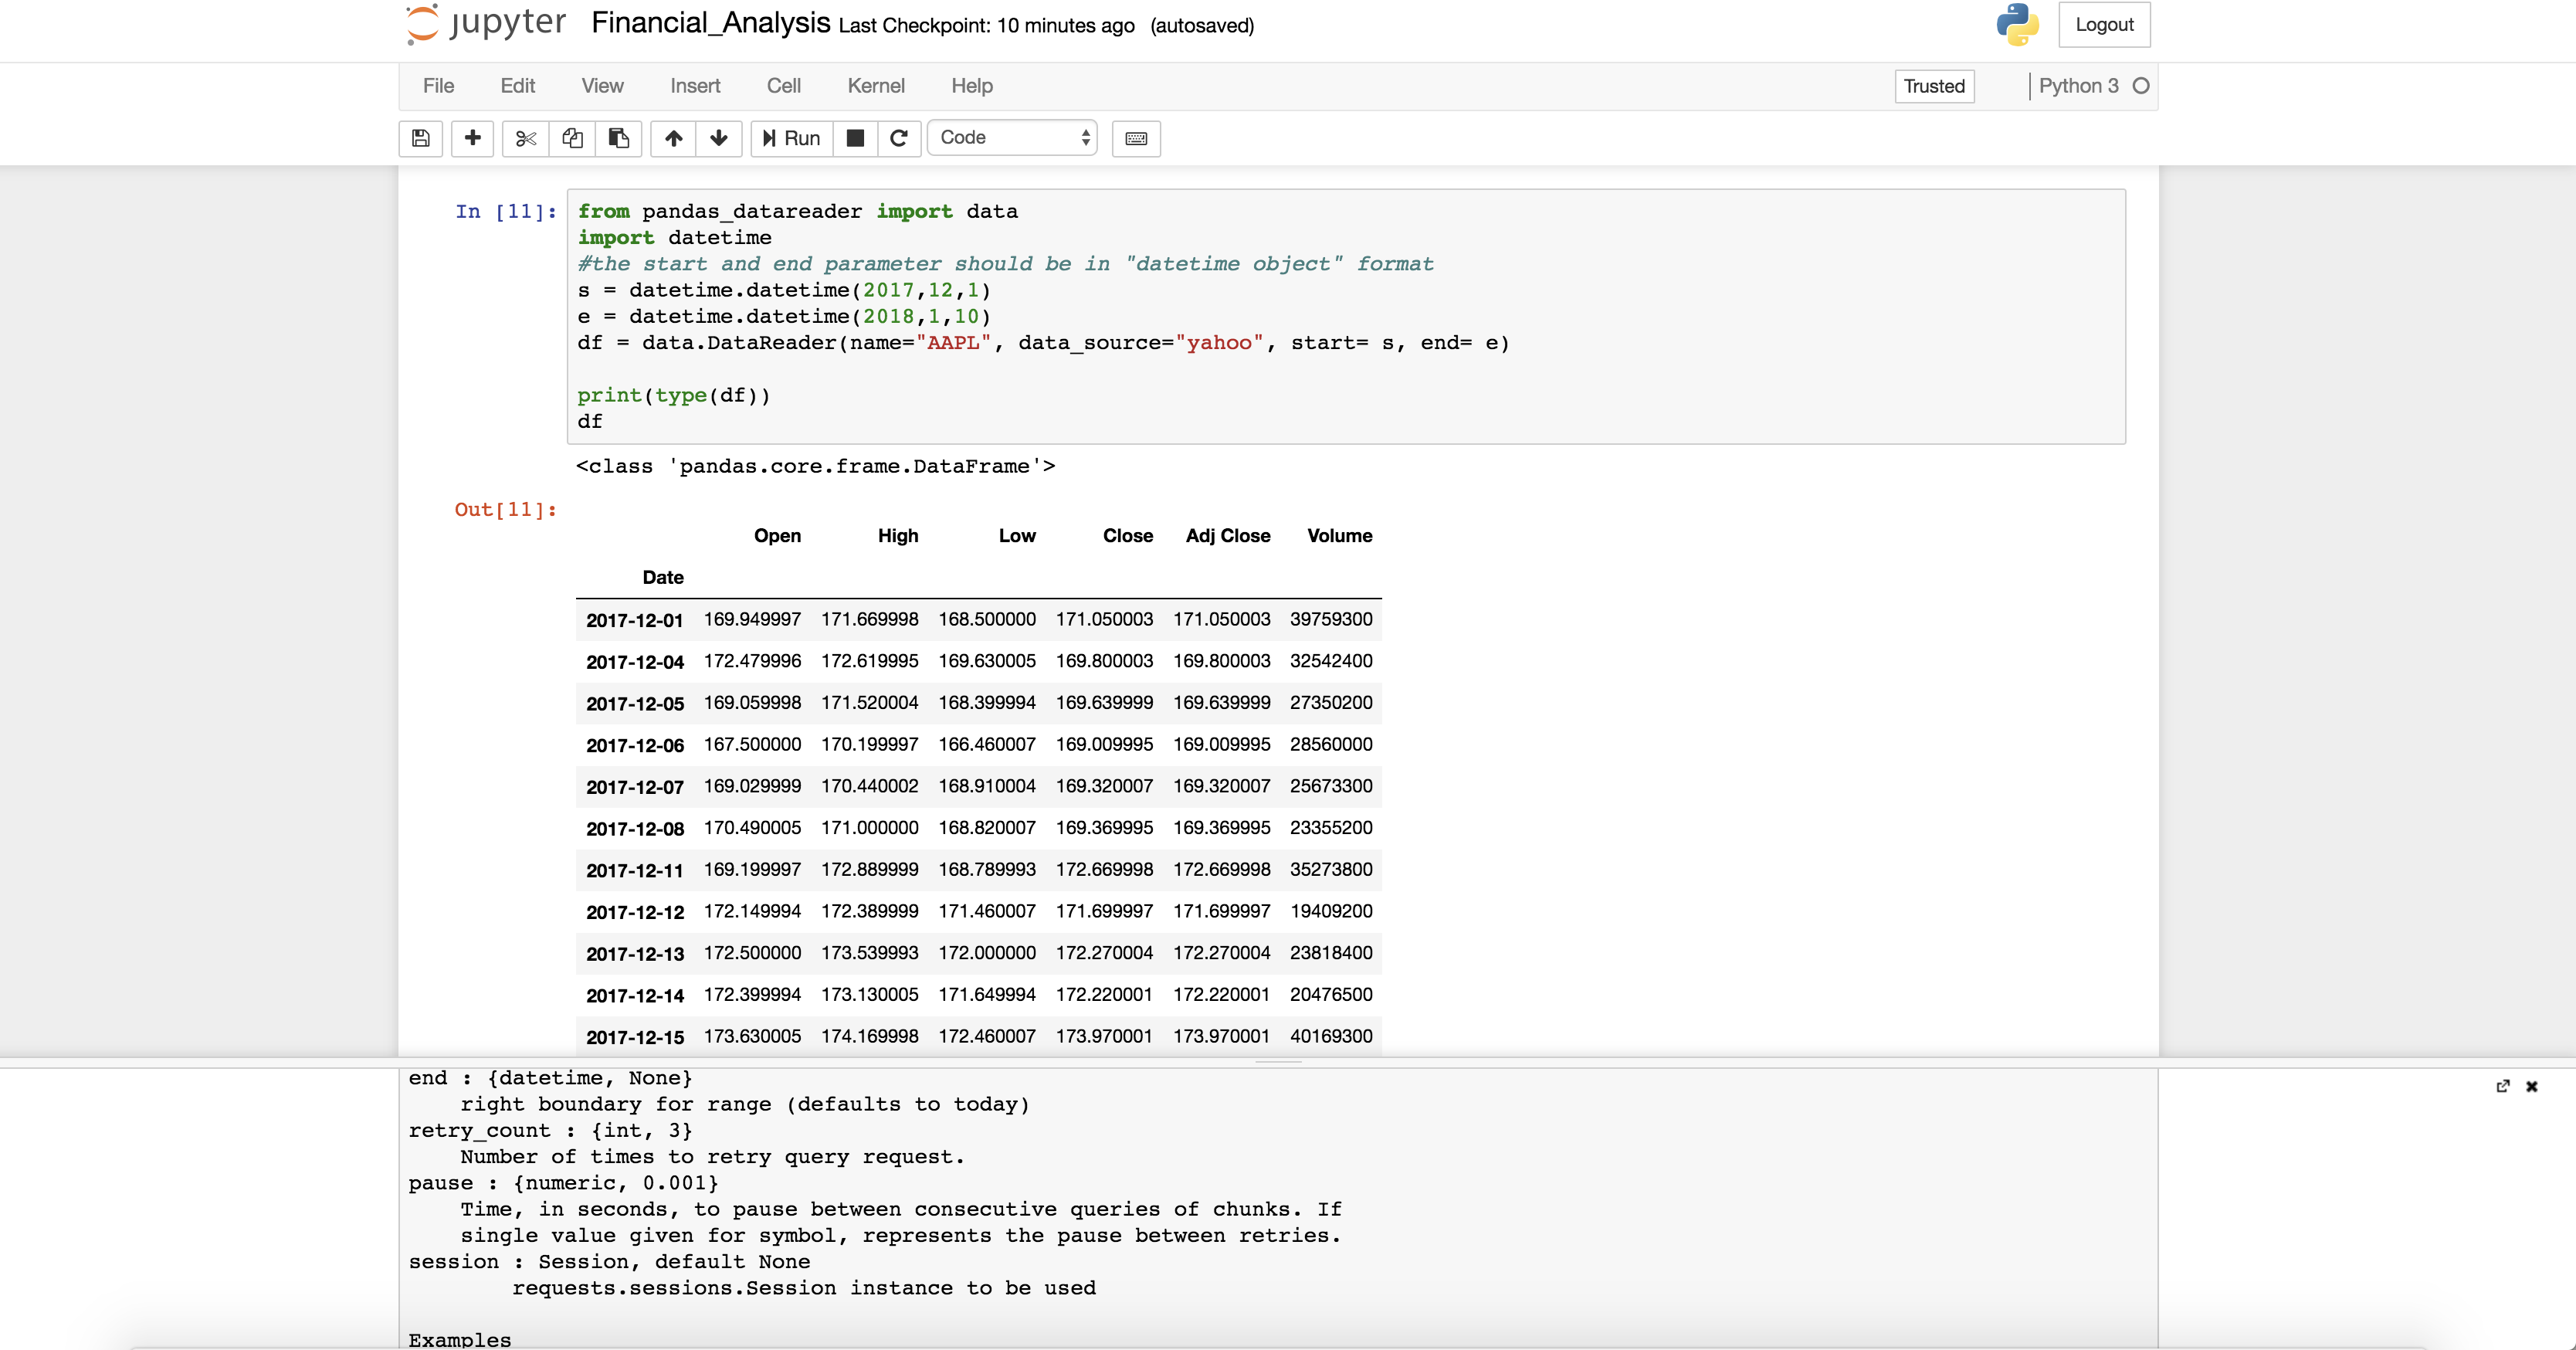 jupyter Financial_Analysis Last Checkpoint: 10 minutes ago (autosaved) Logout
File Edit View Insert Cell Kernel Help Trusted Python 3
Run Code
In [11]: from pandas_datareader import data
import datetime
#the start and end parameter should be in "datetime object" format
s = datetime.datetime(2017,12,1)
e = datetime.datetime(2018,1,10)
df = data.DataReader(name="AAPL", data_source="yahoo", start= s, end= e)
print(type(df))
df
<class 'pandas.core.frame.DataFrame'>
Out[11]:
Open High Low Close Adj Close Volume
Date
2017-12-01 169.949997 171.669998 168.500000 171.050003 171.050003 39759300
2017-12-04 172.479996 172.619995 169.630005 169.800003 169.800003 32542400
2017-12-05 169.059998 171.520004 168.399994 169.639999 169.639999 27350200
2017-12-06 167.500000 170.199997 166.460007 169.009995 169.009995 28560000
2017-12-07 169.029999 170.440002 168.910004 169.320007 169.320007 25673300
2017-12-08 170.490005 171.000000 168.820007 169.369995 169.369995 23355200
2017-12-11 169.199997 172.889999 168.789993 172.669998 172.669998 35273800
2017-12-12 172.149994 172.389999 171.460007 171.699997 171.699997 19409200
2017-12-13 172.500000 173.539993 172.000000 172.270004 172.270004 23818400
2017-12-14 172.399994 173.130005 171.649994 172.220001 172.220001 20476500
2017-12-15 173.630005 174.169998 172.460007 173.970001 173.970001 40169300
end : {datetime, None}
right boundary for range (defaults to today)
retry_count : {int, 3}
Number of times to retry query request.
pause : {numeric, 0.001}
Time, in seconds, to pause between consecutive queries of chunks. If
single value given for symbol, represents the pause between retries.
session : Session, default None
requests.sessions.Session instance to be used
Examples